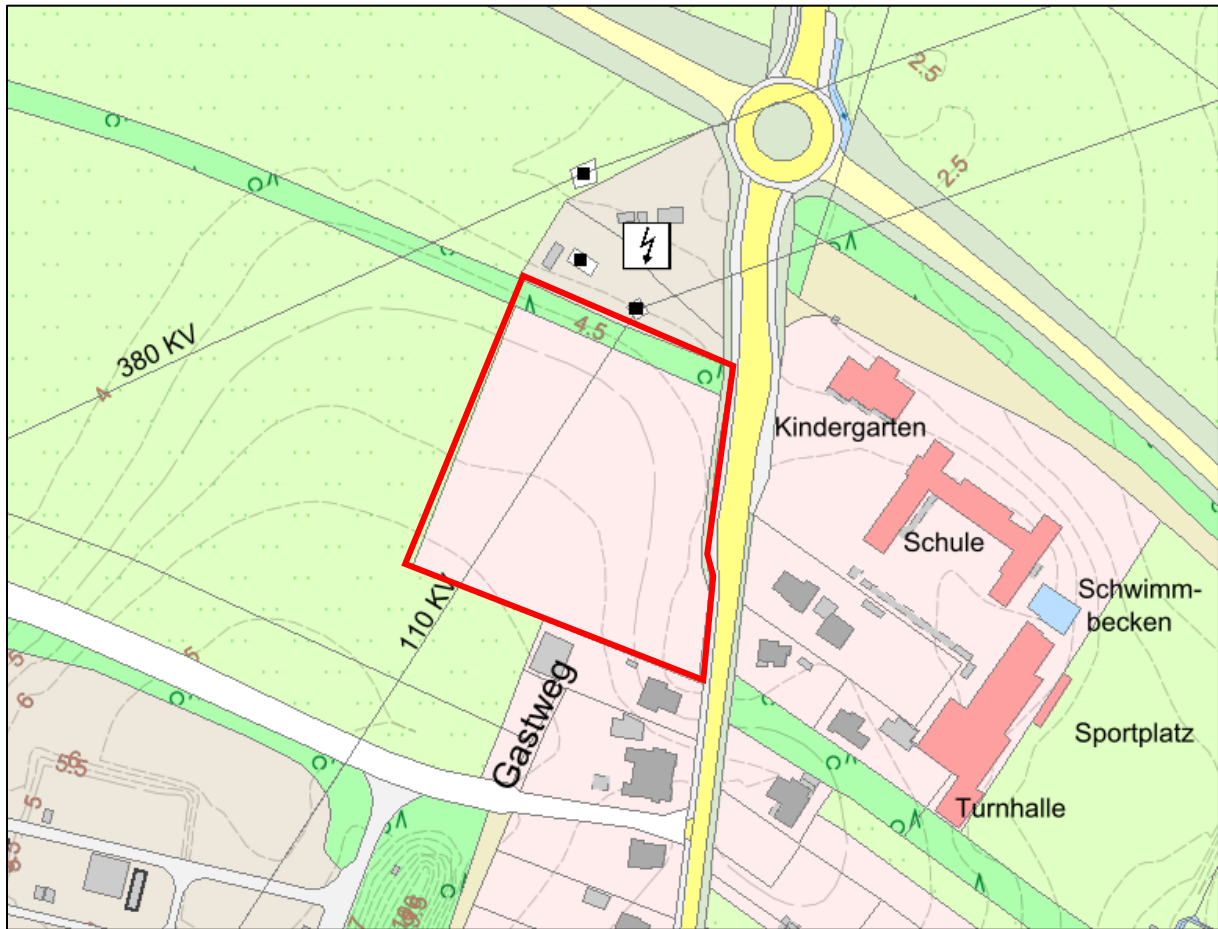 2.5
2.5
4.5
380 KV
4
Kindergarten
Schule
110 KV
Schwimm-
becken
5
5
6
Gastweg
Sportplatz
5.5
5
Turnhalle